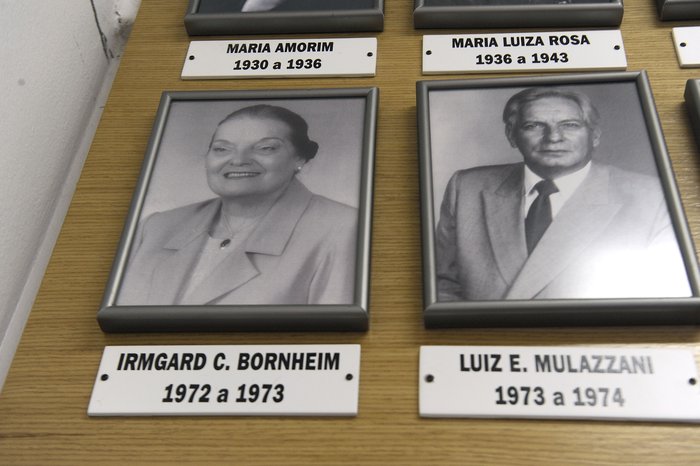 MARIA AMORIM
1930 a 1936
MARIA LUIZA ROSA
1936 a 1943
IRMGARD C. BORNHEIM
1972 a 1973
LUIZ E. MULAZZANI
1973 a 1974